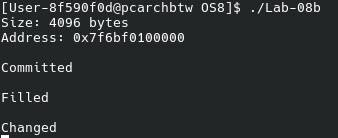 [User-8f590f0d@pcarchbtw OS8]$ ./Lab-08b
Size: 4096 bytes
Address: 0x7f6bf0100000
Committed
Filled
Changed